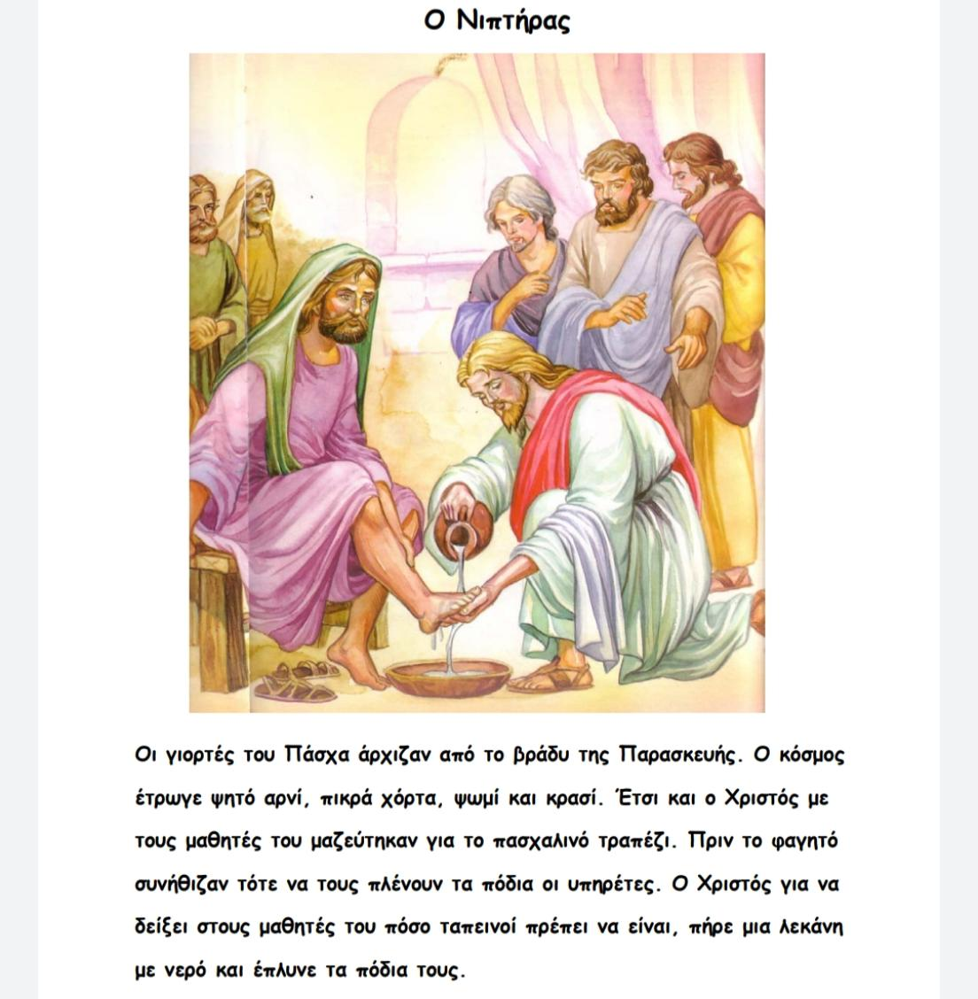 Ο Νιπτήρας
Οι γιορτές του Πάσχα άρχιζαν από το βράδυ της Παρασκευής. Ο κόσμος
έτρωγε ψητό αρνί, πικρά χόρτα, ψωμί και κρασί. Έτσι και ο Χριστός με
τους μαθητές του μαζεύτηκαν για το πασχαλινό τραπέζι. Πριν το φαγητό
συνήθιζαν τότε να τους πλένουν τα πόδια οι υπηρέτες. Ο Χριστός για να
δείξει στους μαθητές του πόσο ταπεινοί πρέπει να είναι, πήρε μια λεκάνη
με νερό και έπλυνε τα πόδια τους.